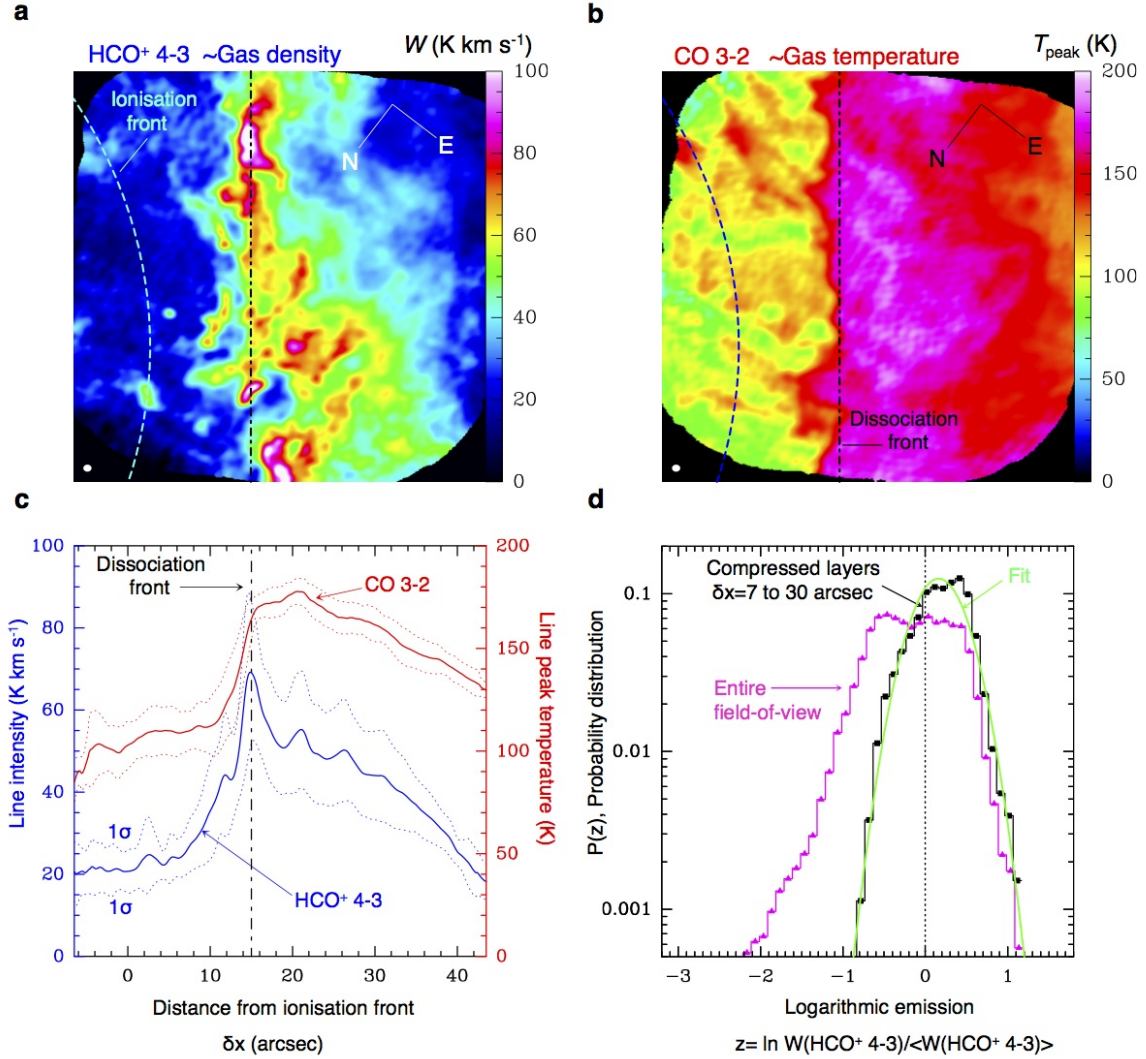 a
HCO⁺ 4-3 ~Gas density
W (K km s⁻¹)
100
80
60
40
20
0
Ionisation
front
N
E
b
CO 3-2 ~Gas temperature
T peak (K)
200
150
100
50
0
N
E
Dissociation
front
c
100
80
60
40
20
0
Line intensity (K km s⁻¹)
200
150
100
50
0
Line peak temperature (K)
Dissociation
front
CO 3-2
1σ
1σ
HCO⁺ 4-3
0 10 20 30 40
Distance from ionisation front
δx (arcsec)
d
0.1
0.01
0.001
P(z), Probability distribution
Compressed layers
δx=7 to 30 arcsec
Fit
Entire
field-of-view
-3 -2 -1 0 1
Logarithmic emission
z= ln W(HCO⁺ 4-3)/<W(HCO⁺ 4-3)>